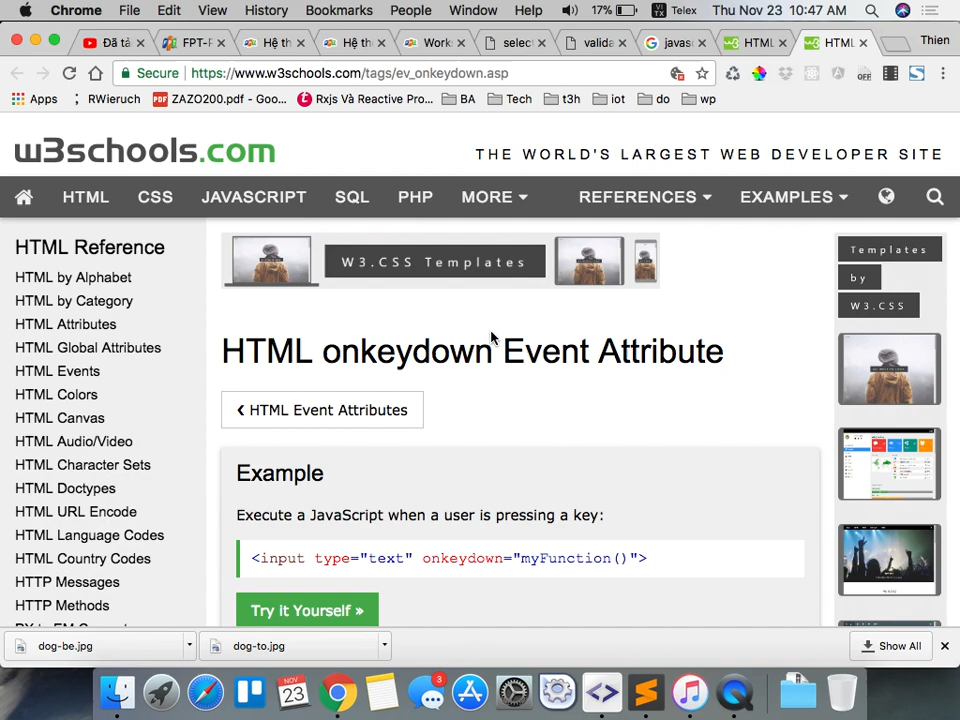 Chrome File Edit View History Bookmarks People Window Help 17% VI TX Telex Thu Nov 23 10:47 AM
Đã tả FPT-F Hệ th Hệ th Work selec valida javas HTML HTML Thien
Secure https://www.w3schools.com/tags/ev_onkeydown.asp OFF
Apps RWieruch PDF ZAZO200.pdf - Goo... Rxjs Và Reactive Pro... BA Tech t3h iot do wp
w3schools.com
THE WORLD'S LARGEST WEB DEVELOPER SITE
HTML CSS JAVASCRIPT SQL PHP MORE REFERENCES EXAMPLES
HTML Reference
HTML by Alphabet
HTML by Category
HTML Attributes
HTML Global Attributes
HTML Events
HTML Colors
HTML Canvas
HTML Audio/Video
HTML Character Sets
HTML Doctypes
HTML URL Encode
HTML Language Codes
HTML Country Codes
HTTP Messages
HTTP Methods
W3.CSS Templates
HTML onkeydown Event Attribute
❮ HTML Event Attributes
Example
Execute a JavaScript when a user is pressing a key:
<input type="text" onkeydown="myFunction()">
Try it Yourself »
Templates
by
W3.CSS
dog-be.jpg dog-to.jpg Show All
NOV
23
3